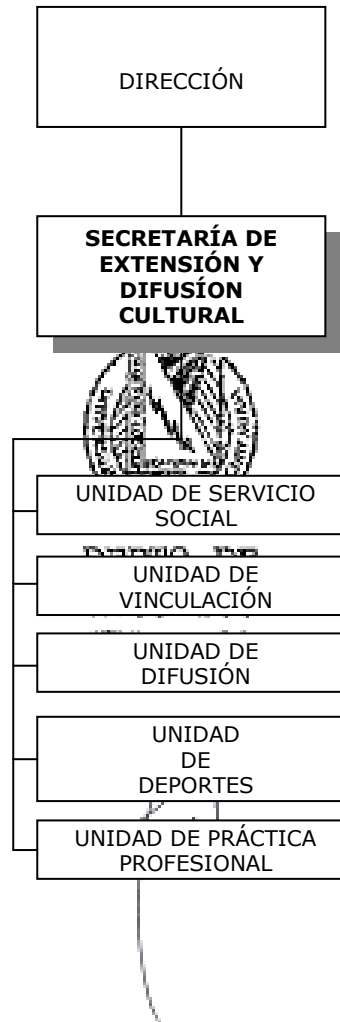 DIRECCIÓN
SECRETARÍA DE
EXTENSIÓN Y
DIFUSÍON
CULTURAL
UNIDAD DE SERVICIO
SOCIAL
UNIDAD DE
VINCULACIÓN
UNIDAD DE
DIFUSIÓN
UNIDAD
DE
DEPORTES
UNIDAD DE PRÁCTICA
PROFESIONAL